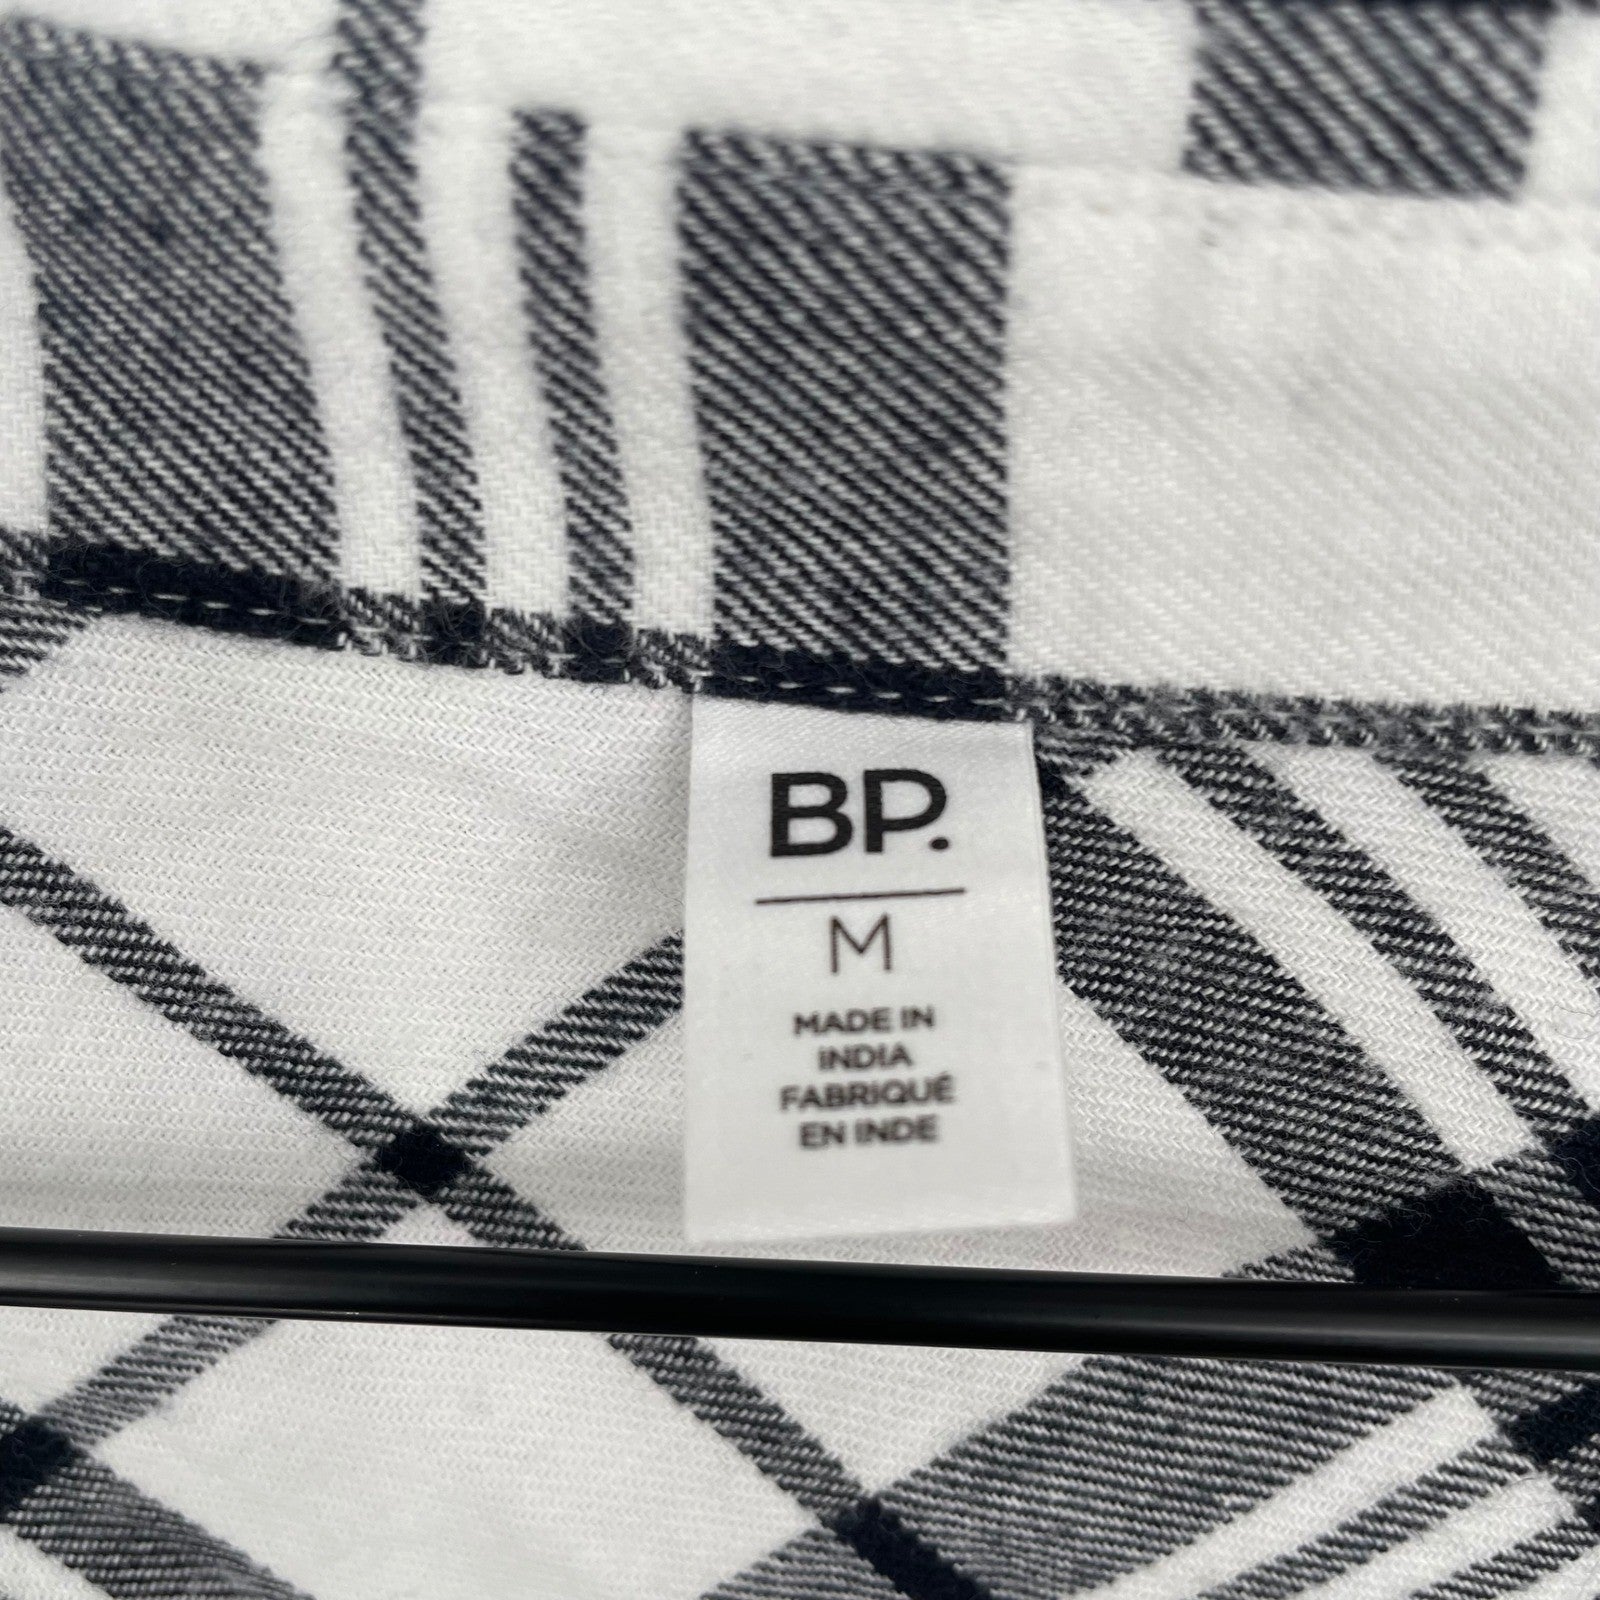 BP.
M
MADE IN
INDIA
FABRIQUÉ
EN INDE